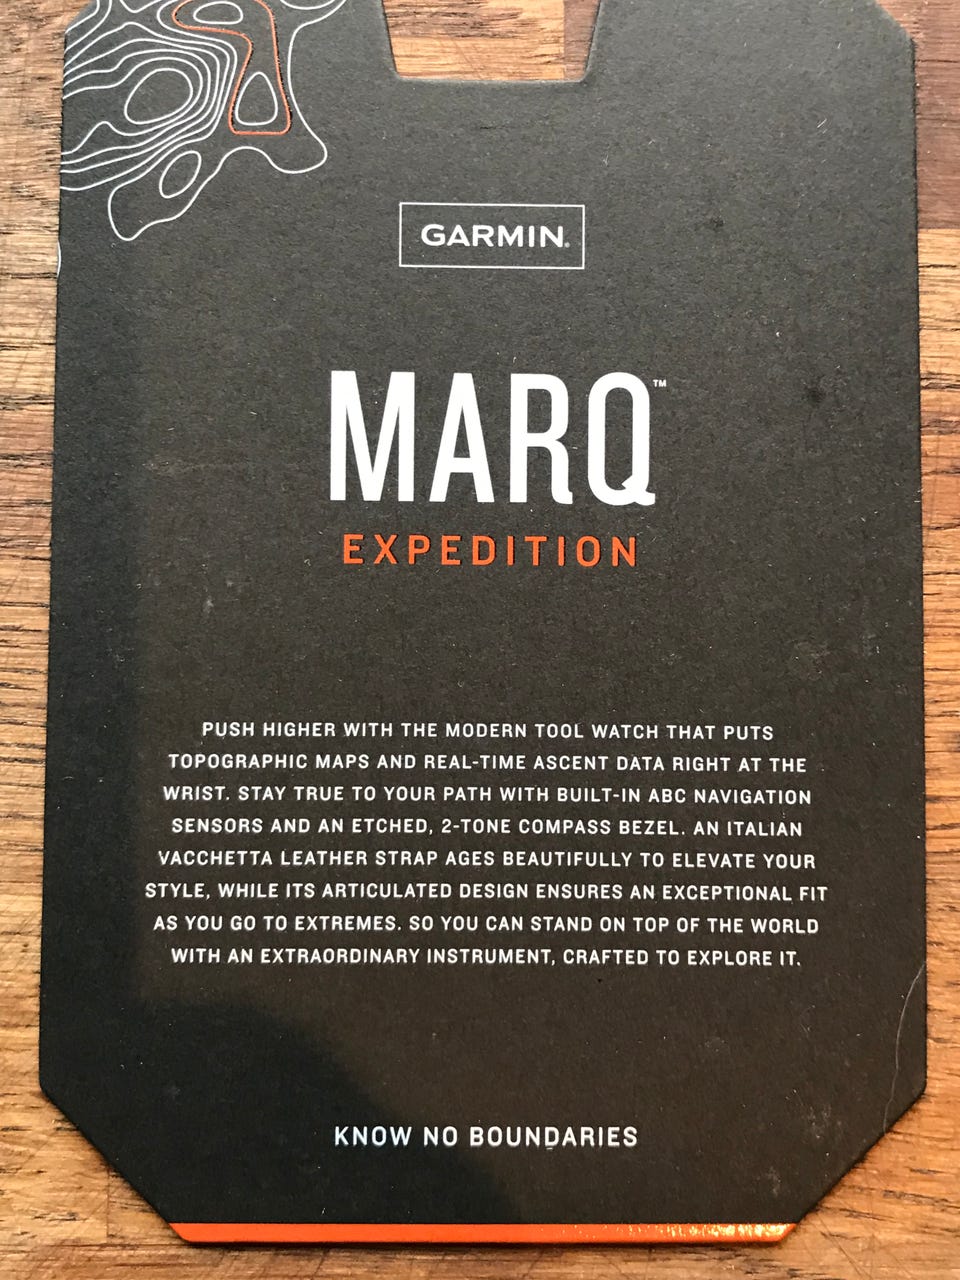 GARMIN®
MARQ™
EXPEDITION
PUSH HIGHER WITH THE MODERN TOOL WATCH THAT PUTS
TOPOGRAPHIC MAPS AND REAL-TIME ASCENT DATA RIGHT AT THE
WRIST. STAY TRUE TO YOUR PATH WITH BUILT-IN ABC NAVIGATION
SENSORS AND AN ETCHED, 2-TONE COMPASS BEZEL. AN ITALIAN
VACCHETTA LEATHER STRAP AGES BEAUTIFULLY TO ELEVATE YOUR
STYLE, WHILE ITS ARTICULATED DESIGN ENSURES AN EXCEPTIONAL FIT
AS YOU GO TO EXTREMES. SO YOU CAN STAND ON TOP OF THE WORLD
WITH AN EXTRAORDINARY INSTRUMENT, CRAFTED TO EXPLORE IT.
KNOW NO BOUNDARIES